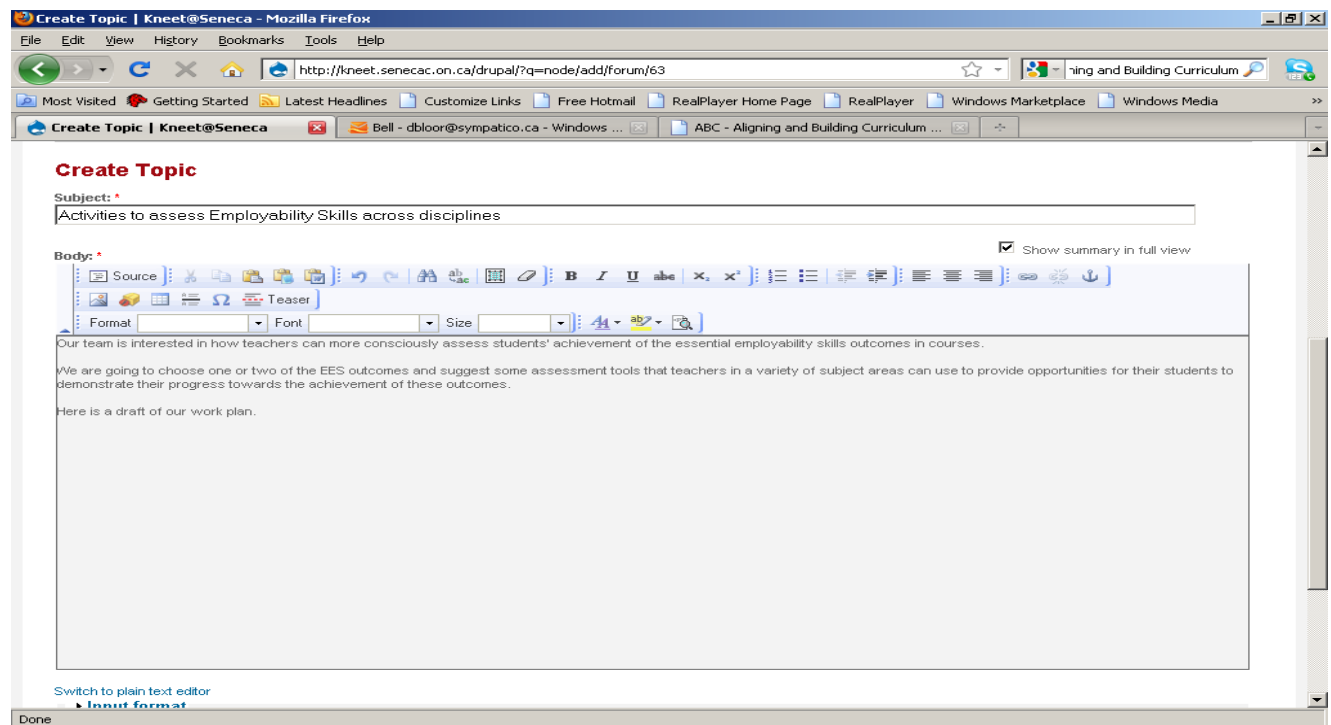 Create Topic | Kneet@Seneca - Mozilla Firefox
File Edit View History Bookmarks Tools Help
http://kneet.senecac.on.ca/drupal/?q=node/add/forum/63 ning and Building Curriculum
Most Visited Getting Started Latest Headlines Customize Links Free Hotmail RealPlayer Home Page RealPlayer Windows Marketplace Windows Media »
Create Topic | Kneet@Seneca Bell - dbloor@sympatico.ca - Windows ... ABC - Aligning and Building Curriculum ...
Create Topic
Subject: *
Activities to assess Employability Skills across disciplines
Show summary in full view
Body: *
Source B I U abc X₂ X²
Teaser
Format Font Size
Our team is interested in how teachers can more consciously assess students' achievement of the essential employability skills outcomes in courses.
We are going to choose one or two of the EES outcomes and suggest some assessment tools that teachers in a variety of subject areas can use to provide opportunities for their students to
demonstrate their progress towards the achievement of these outcomes.
Here is a draft of our work plan.
Switch to plain text editor
Input format
Done